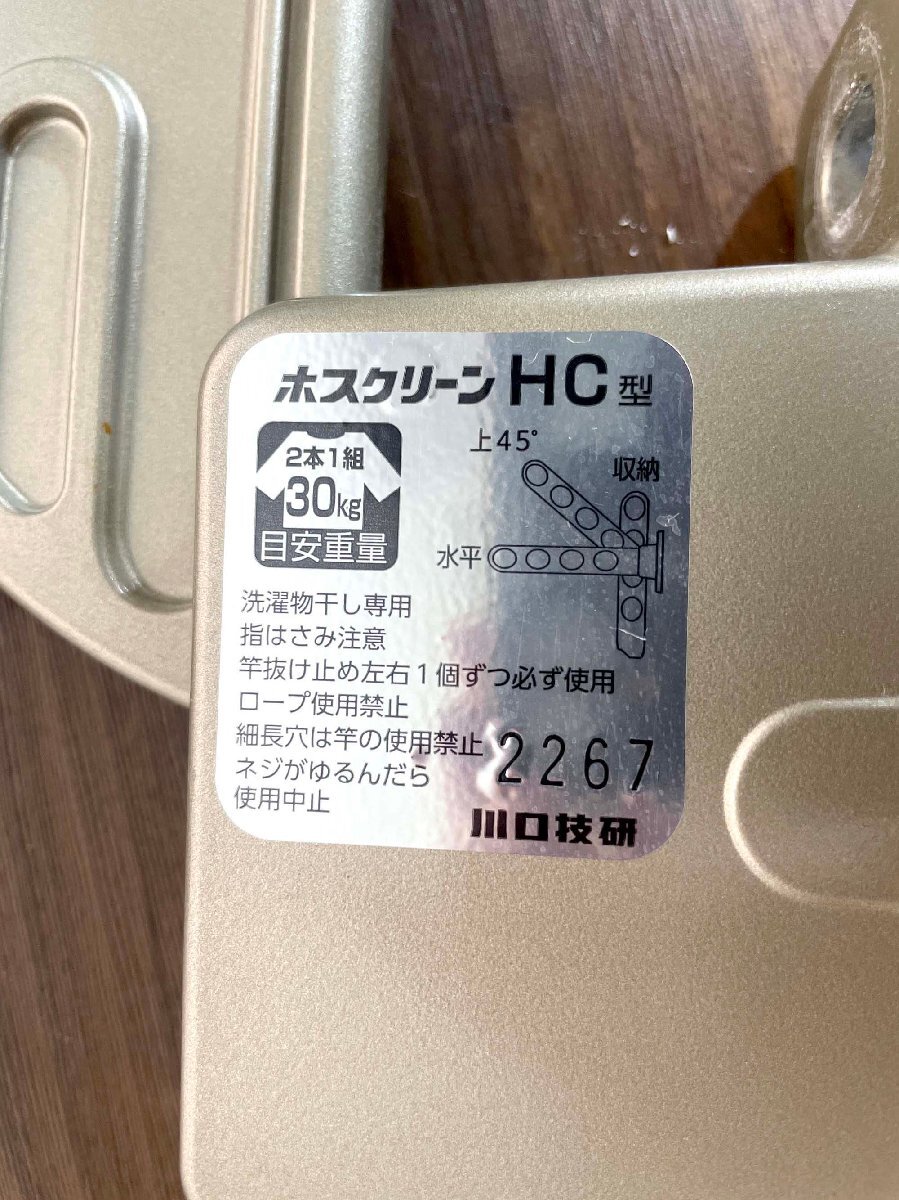 ホスクリーン HC型
2本1組
30kg
目安重量
上45°
収納
水平
洗濯物干し専用
指はさみ注意
竿抜け止め左右1個ずつ必ず使用
ロープ使用禁止
細長穴は竿の使用禁止
ネジがゆるんだら
使用中止
2267
川口技研